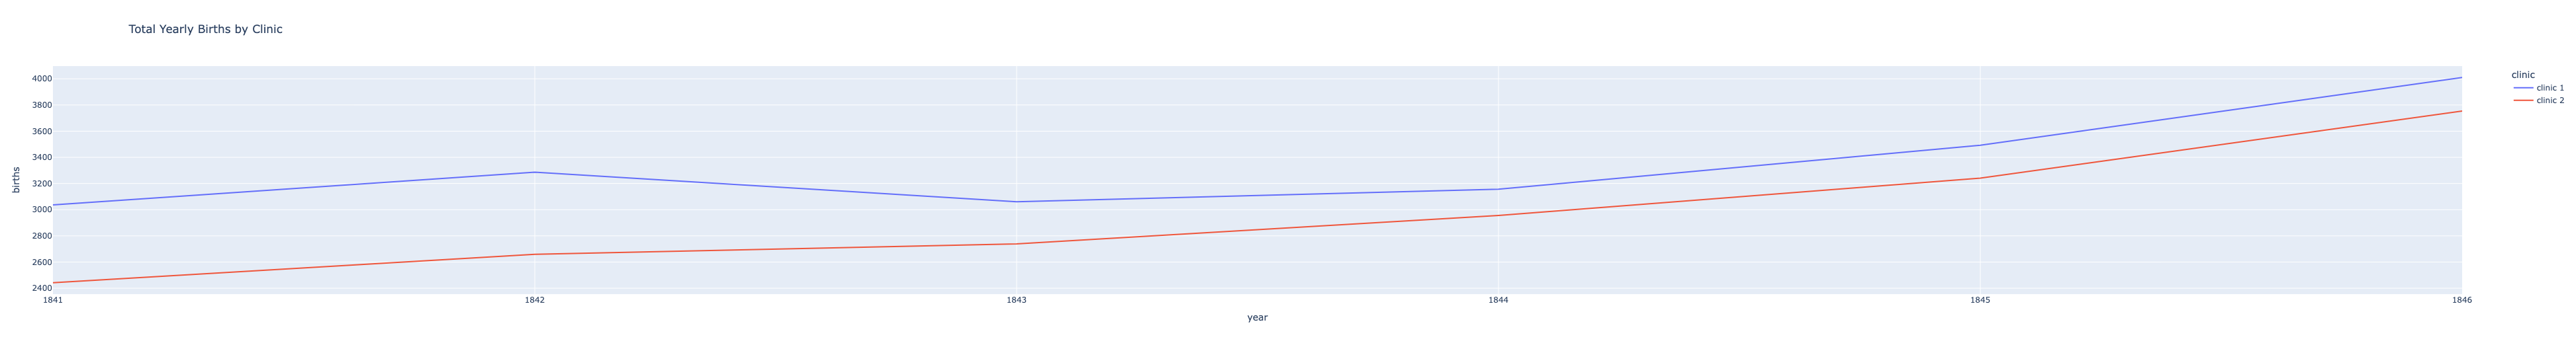 Total Yearly Births by Clinic
4000
3800
3600
3400
3200
3000
2800
2600
2400
births
1841 1842 1843 1844 1845 1846
year
clinic
clinic 1
clinic 2